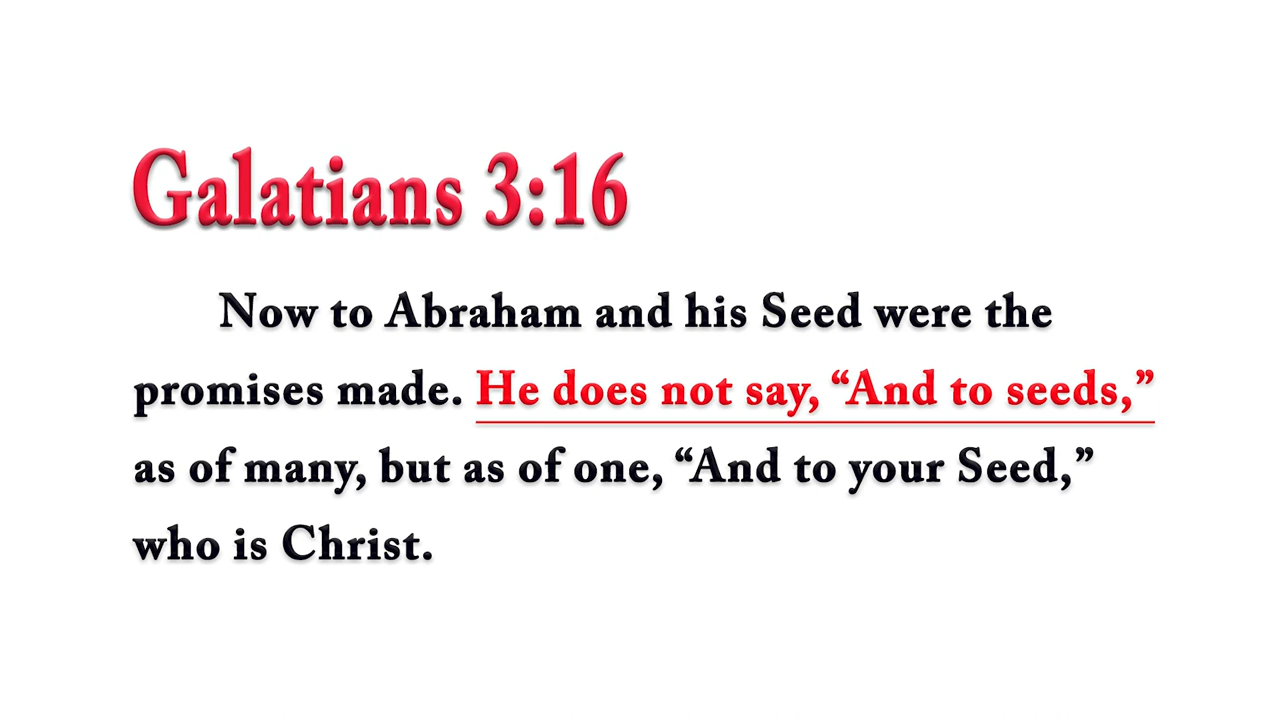 Galatians 3:16
Now to Abraham and his Seed were the
promises made. He does not say, “And to seeds,”
as of many, but as of one, “And to your Seed,”
who is Christ.